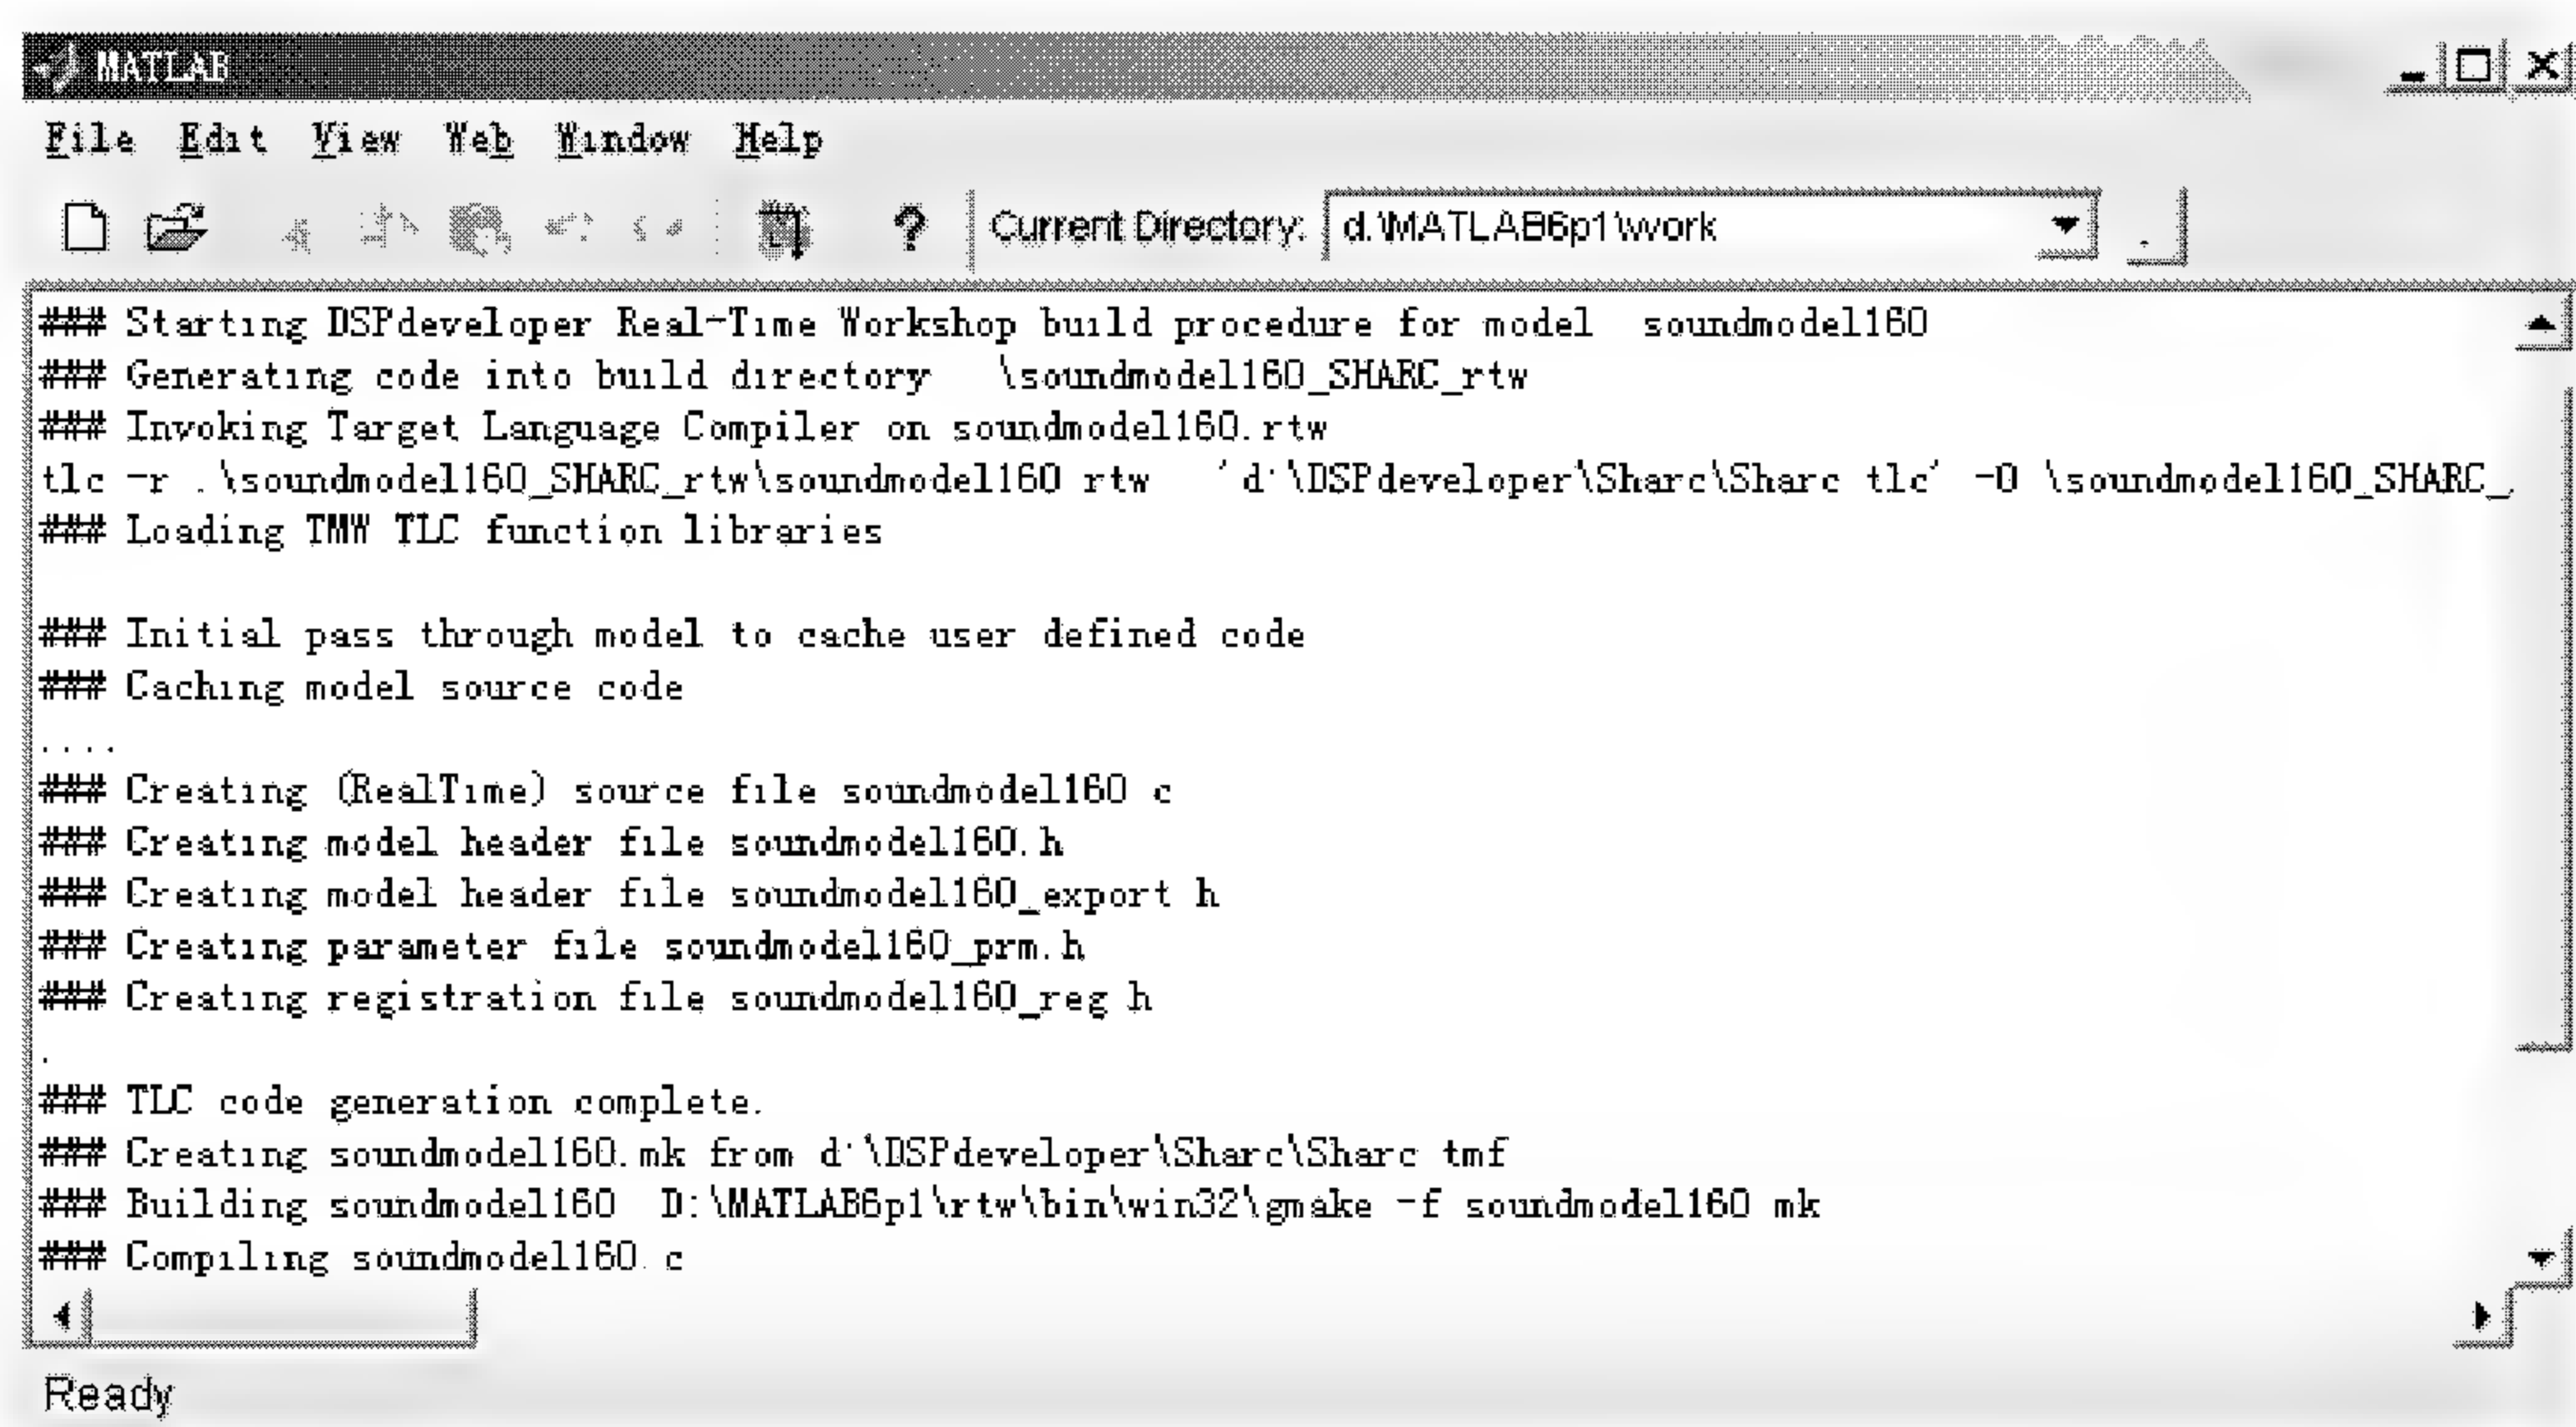 MATLAB
File Edit View Web Window Help
Current Directory: d:\MATLAB6p1\work
### Starting DSPdeveloper Real-Time Workshop build procedure for model  soundmodel160
### Generating code into build directory   \soundmodel160_SHARC_rtw
### Invoking Target Language Compiler on soundmodel160.rtw
tlc -r .\soundmodel160_SHARC_rtw\soundmodel160 rtw   'd:\DSPdeveloper\Sharc\Sharc tlc' -O \soundmodel160_SHARC_.
### Loading TMW TLC function libraries
### Initial pass through model to cache user defined code
### Caching model source code
....
### Creating (RealTime) source file soundmodel160 c
### Creating model header file soundmodel160.h
### Creating model header file soundmodel160_export h
### Creating parameter file soundmodel160_prm.h
### Creating registration file soundmodel160_reg h
.
### TLC code generation complete.
### Creating soundmodel160.mk from d:\DSPdeveloper\Sharc\Sharc tmf
### Building soundmodel160  D:\MATLAB6p1\rtw\bin\win32\gmake -f soundmodel160 mk
### Compiling soundmodel160.c
Ready